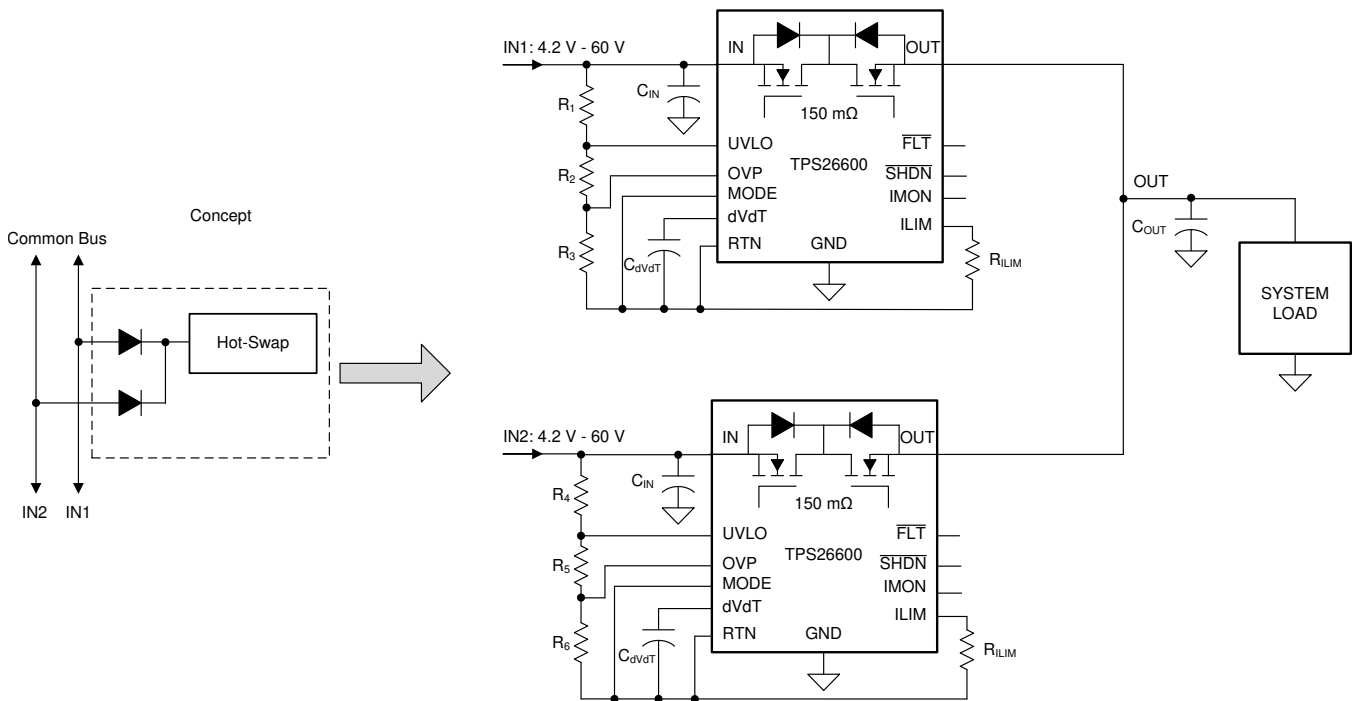 Concept
Common Bus
Hot-Swap
IN2 IN1
IN1: 4.2 V - 60 V
IN OUT
CIN
R1
150 mΩ
UVLO FLT
TPS26600
R2
OVP SHDN
MODE IMON
dVdT ILIM
R3
CdVdT
RTN GND
RILIM
OUT
COUT
SYSTEM
LOAD
IN2: 4.2 V - 60 V
IN OUT
CIN
R4
150 mΩ
UVLO FLT
TPS26600
R5
OVP SHDN
MODE IMON
dVdT ILIM
R6
CdVdT
RTN GND
RILIM